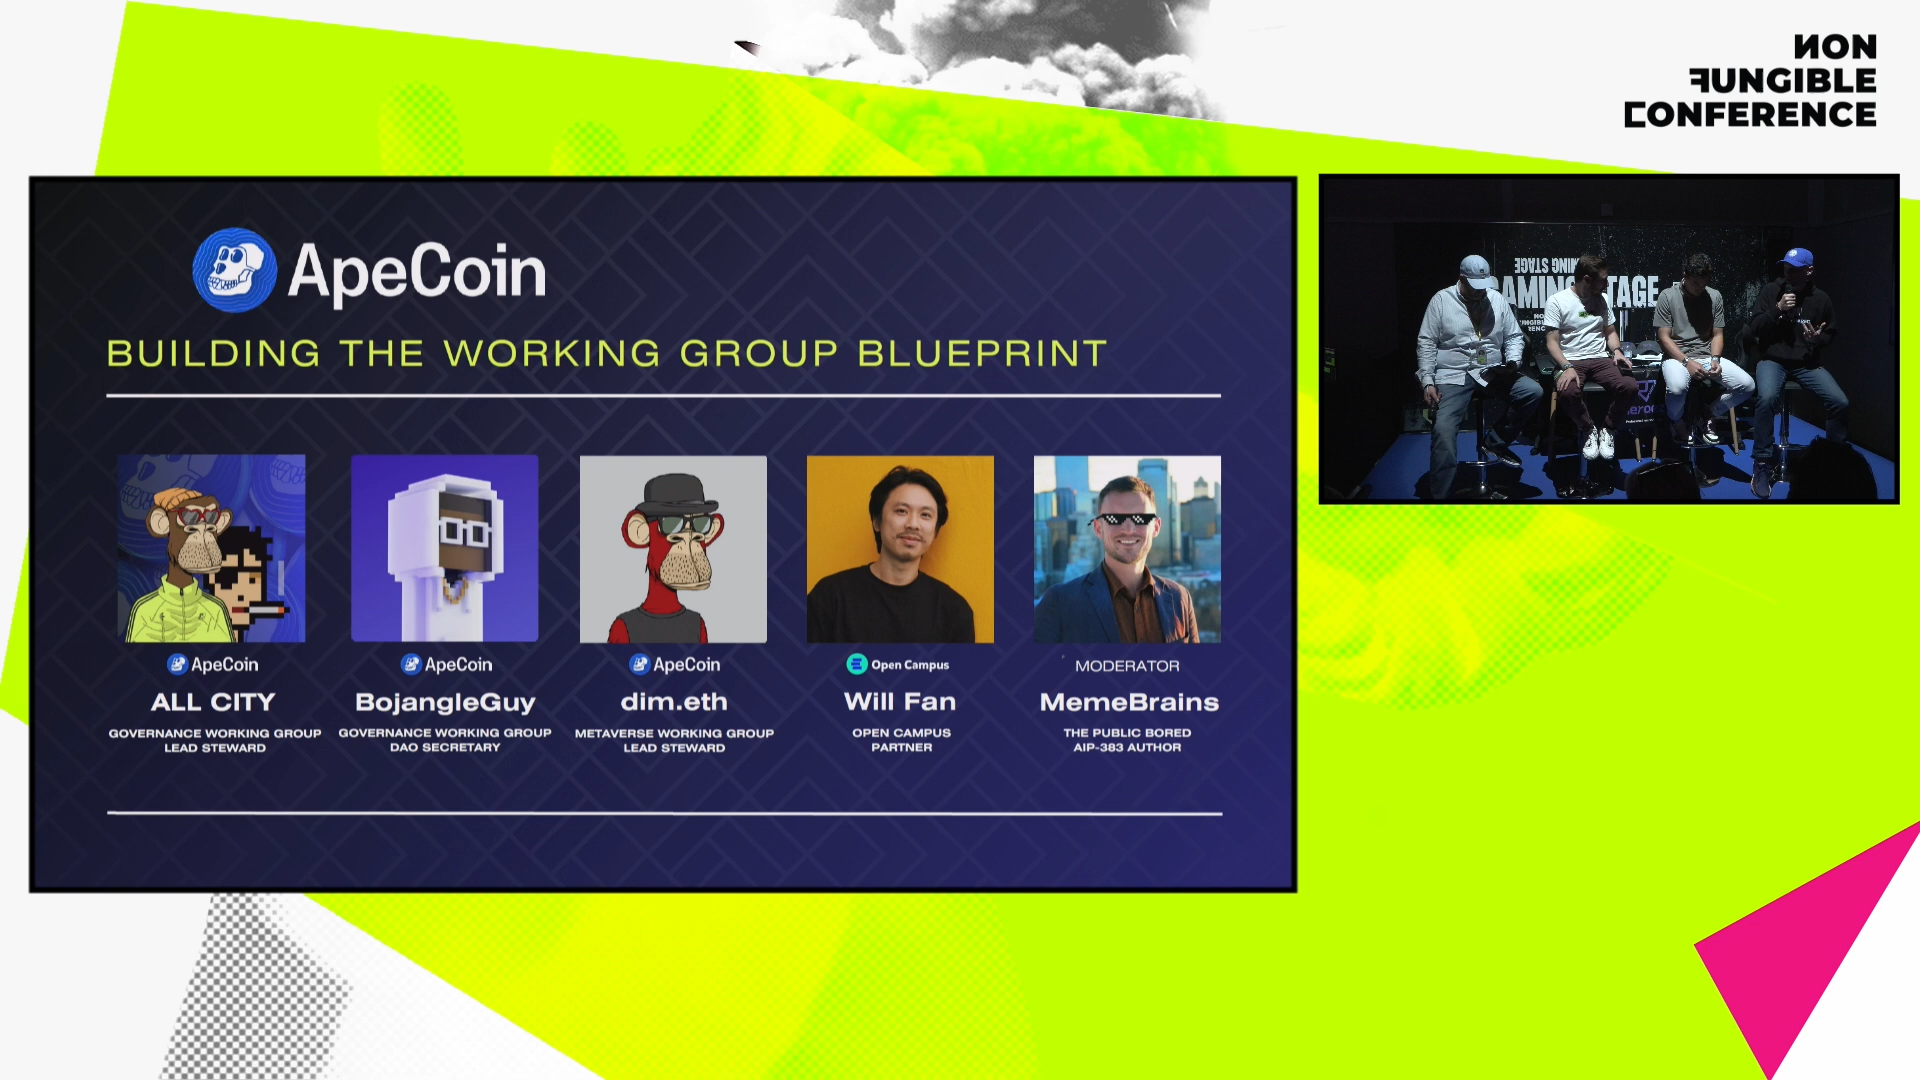 NON
FUNGIBLE
CONFERENCE
ApeCoin
BUILDING THE WORKING GROUP BLUEPRINT
ApeCoin
ALL CITY
GOVERNANCE WORKING GROUP
LEAD STEWARD
ApeCoin
BojangleGuy
GOVERNANCE WORKING GROUP
DAO SECRETARY
ApeCoin
dim.eth
METAVERSE WORKING GROUP
LEAD STEWARD
Open Campus
Will Fan
OPEN CAMPUS
PARTNER
MODERATOR
MemeBrains
THE PUBLIC BORED
AIP-383 AUTHOR
GAMING STAGE